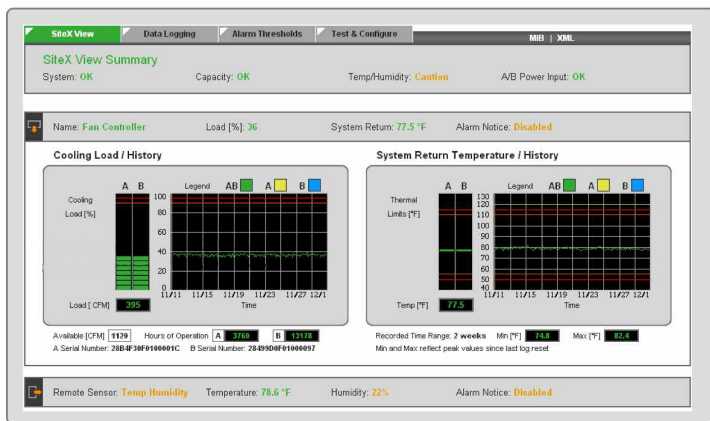 SiteX View Data Logging Alarm Thresholds Test & Configure MIB | XML
SiteX View Summary
System: OK Capacity: OK Temp/Humidity: Caution A/B Power Input: OK
Name: Fan Controller Load [%]: 36 System Return: 77.5 °F Alarm Notice: Disabled
Cooling Load / History
A B Legend AB A B
Cooling
Load [%]
100
80
60
40
20
0
11/11 11/15 11/19 11/23 11/27 12/1
Time
Load [ CFM] 395
Available [CFM] 1120 Hours of Operation A 3760 B 13178
A Serial Number: 28B4F30F0100001C B Serial Number: 28499D0F01000097
System Return Temperature / History
A B Legend AB A B
Thermal
Limits [°F]
130
120
110
100
90
80
70
60
50
40
11/11 11/15 11/19 11/23 11/27 12/1
Time
Temp [°F] 77.5
Recorded Time Range: 2 weeks Min [°F] 74.8 Max [°F] 82.4
Min and Max reflect peak values since last log reset
Remote Sensor: Temp Humidity Temperature: 78.6 °F Humidity: 22% Alarm Notice: Disabled